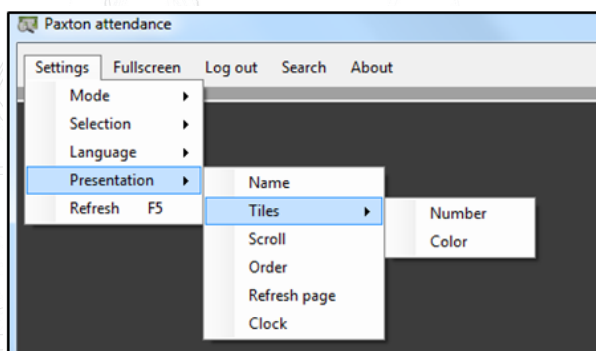 Paxton attendance
Settings Fullscreen Log out Search About
Mode
Selection
Language
Presentation
Refresh F5
Name
Tiles
Scroll
Order
Refresh page
Clock
Number
Color